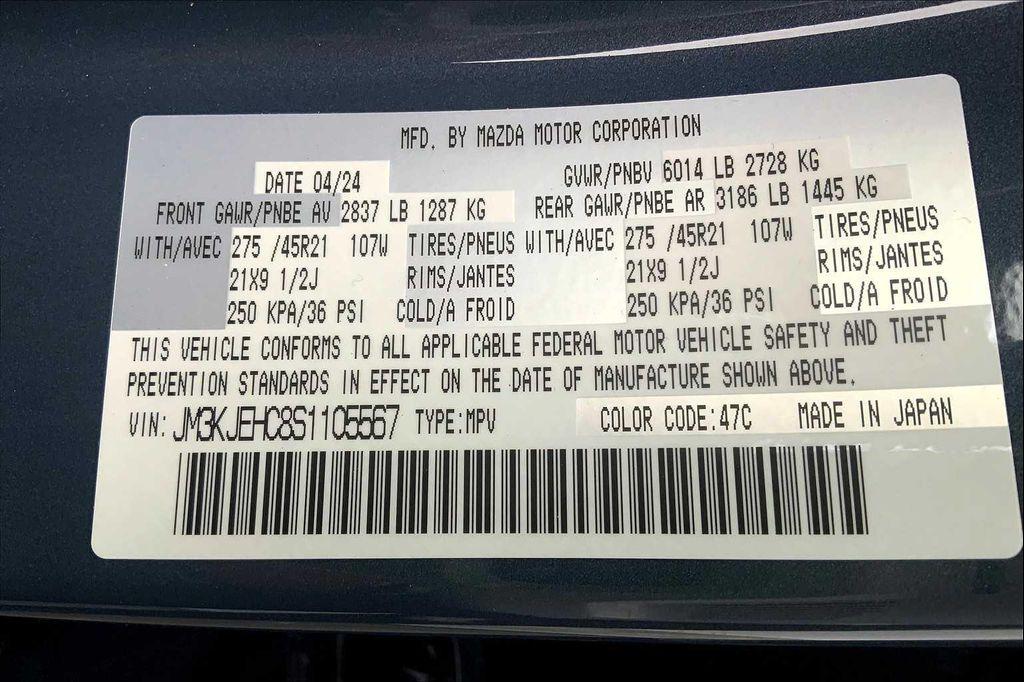 MFD. BY MAZDA MOTOR CORPORATION
DATE 04/24 GVWR/PNBV 6014 LB 2728 KG
FRONT GAWR/PNBE AV 2837 LB 1287 KG REAR GAWR/PNBE AR 3186 LB 1445 KG
WITH/AVEC 275 /45R21 107W TIRES/PNEUS WITH/AVEC 275 /45R21 107W TIRES/PNEUS
21X9 1/2J RIMS/JANTES 21X9 1/2J RIMS/JANTES
250 KPA/36 PSI COLD/A FROID 250 KPA/36 PSI COLD/A FROID
THIS VEHICLE CONFORMS TO ALL APPLICABLE FEDERAL MOTOR VEHICLE SAFETY AND THEFT
PREVENTION STANDARDS IN EFFECT ON THE DATE OF MANUFACTURE SHOWN ABOVE.
VIN: JM3KJEHC8S1105567 TYPE:MPV COLOR CODE:47C MADE IN JAPAN